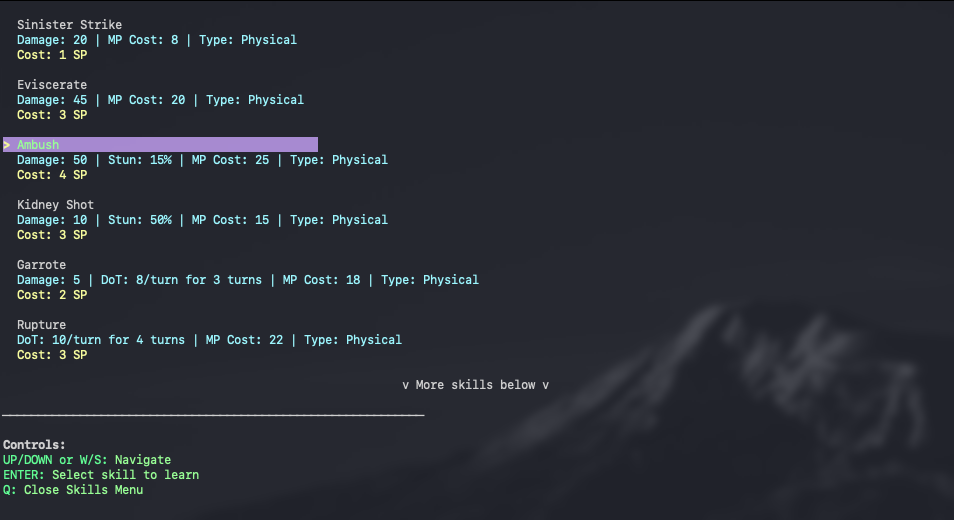 Sinister Strike
Damage: 20 | MP Cost: 8 | Type: Physical
Cost: 1 SP
Eviscerate
Damage: 45 | MP Cost: 20 | Type: Physical
Cost: 3 SP
> Ambush
Damage: 50 | Stun: 15% | MP Cost: 25 | Type: Physical
Cost: 4 SP
Kidney Shot
Damage: 10 | Stun: 50% | MP Cost: 15 | Type: Physical
Cost: 3 SP
Garrote
Damage: 5 | DoT: 8/turn for 3 turns | MP Cost: 18 | Type: Physical
Cost: 2 SP
Rupture
DoT: 10/turn for 4 turns | MP Cost: 22 | Type: Physical
Cost: 3 SP
v More skills below v
Controls:
UP/DOWN or W/S: Navigate
ENTER: Select skill to learn
Q: Close Skills Menu